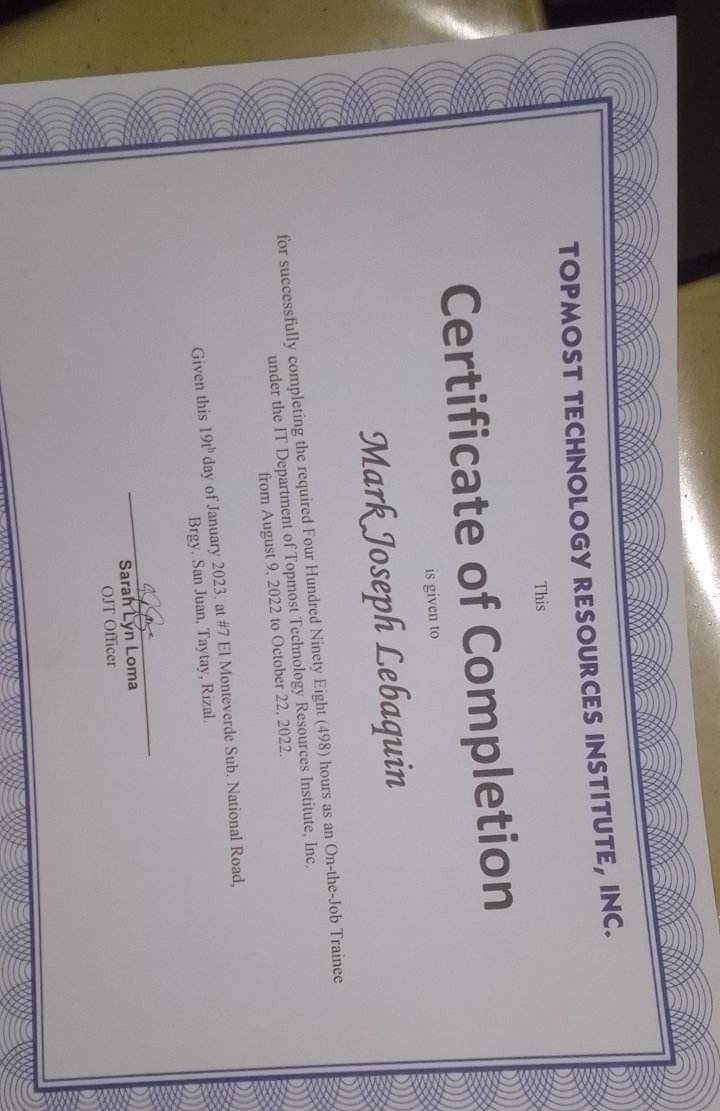 TOPMOST TECHNOLOGY RESOURCES INSTITUTE, INC.
This
Certificate of Completion
is given to
Mark Joseph Lebaquin
for successfully completing the required Four Hundred Ninety Eight (498) hours as an On-the-Job Trainee
under the IT Department of Topmost Technology Resources Institute, Inc.
from August 9, 2022 to October 22, 2022.
Given this 19th day of January 2023, at #7 El Monteverde Sub. National Road,
Brgy. San Juan, Taytay, Rizal.
Sarah Lyn Loma
OJT Officer